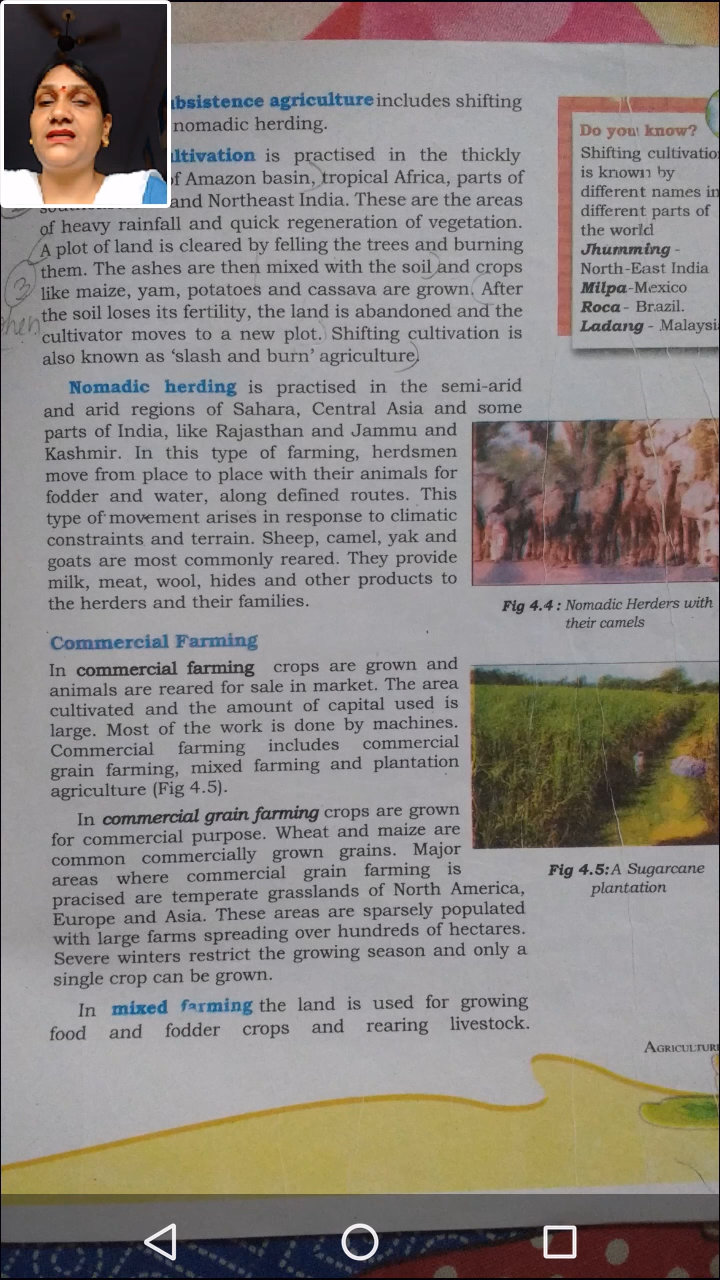 absistence agriculture includes shifting
nomadic herding.
ultivation is practised in the thickly
of Amazon basin, tropical Africa, parts of
and Northeast India. These are the areas
of heavy rainfall and quick regeneration of vegetation.
A plot of land is cleared by felling the trees and burning
them. The ashes are then mixed with the soil and crops
like maize, yam, potatoes and cassava are grown. After
the soil loses its fertility, the land is abandoned and the
cultivator moves to a new plot. Shifting cultivation is
also known as ‘slash and burn’ agriculture.
3
hen
Nomadic herding is practised in the semi-arid
and arid regions of Sahara, Central Asia and some
parts of India, like Rajasthan and Jammu and
Kashmir. In this type of farming, herdsmen
move from place to place with their animals for
fodder and water, along defined routes. This
type of movement arises in response to climatic
constraints and terrain. Sheep, camel, yak and
goats are most commonly reared. They provide
milk, meat, wool, hides and other products to
the herders and their families.
Commercial Farming
In commercial farming crops are grown and
animals are reared for sale in market. The area
cultivated and the amount of capital used is
large. Most of the work is done by machines.
Commercial farming includes commercial
grain farming, mixed farming and plantation
agriculture (Fig 4.5).
In commercial grain farming crops are grown
for commercial purpose. Wheat and maize are
common commercially grown grains. Major
areas where commercial grain farming is
pracised are temperate grasslands of North America,
Europe and Asia. These areas are sparsely populated
with large farms spreading over hundreds of hectares.
Severe winters restrict the growing season and only a
single crop can be grown.
In mixed farming the land is used for growing
food and fodder crops and rearing livestock.
Do you know?
Shifting cultivatio
is known by
different names in
different parts of
the world
Jhumming -
North-East India
Milpa-Mexico
Roca - Brazil.
Ladang - Malaysi
Fig 4.4 : Nomadic Herders with
their camels
Fig 4.5:A Sugarcane
plantation
AGRICULTUR